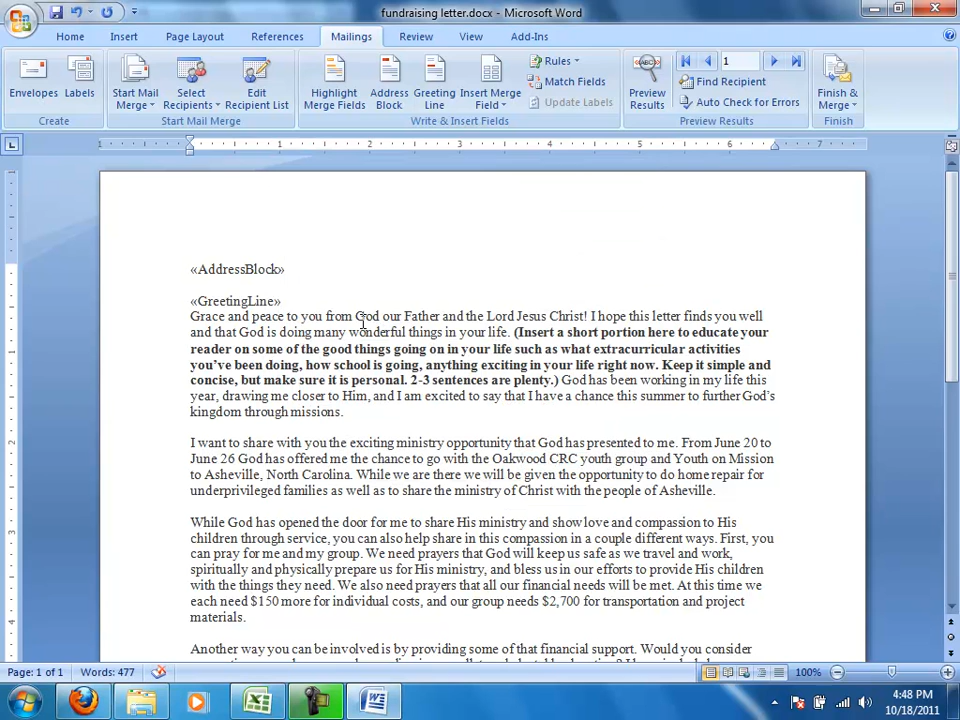 fundraising letter.docx - Microsoft Word
Home Insert Page Layout References Mailings Review View Add-Ins
Envelopes Labels Start Mail Merge Select Recipients Edit Recipient List Highlight Merge Fields Address Block Greeting Line Insert Merge Field Rules Match Fields Update Labels Preview Results 1 Find Recipient Auto Check for Errors Finish & Merge
Create Start Mail Merge Write & Insert Fields Preview Results Finish
1 1 2 3 4 5 6 7
«AddressBlock»
«GreetingLine»
Grace and peace to you from God our Father and the Lord Jesus Christ! I hope this letter finds you well
and that God is doing many wonderful things in your life. (Insert a short portion here to educate your
reader on some of the good things going on in your life such as what extracurricular activities
you've been doing, how school is going, anything exciting in your life right now. Keep it simple and
concise, but make sure it is personal. 2-3 sentences are plenty.) God has been working in my life this
year, drawing me closer to Him, and I am excited to say that I have a chance this summer to further God's
kingdom through missions.
I want to share with you the exciting ministry opportunity that God has presented to me. From June 20 to
June 26 God has offered me the chance to go with the Oakwood CRC youth group and Youth on Mission
to Asheville, North Carolina. While we are there we will be given the opportunity to do home repair for
underprivileged families as well as to share the ministry of Christ with the people of Asheville.
While God has opened the door for me to share His ministry and show love and compassion to His
children through service, you can also help share in this compassion in a couple different ways. First, you
can pray for me and my group. We need prayers that God will keep us safe as we travel and work,
spiritually and physically prepare us for His ministry, and bless us in our efforts to provide His children
with the things they need. We also need prayers that all our financial needs will be met. At this time we
each need $150 more for individual costs, and our group needs $2,700 for transportation and project
materials.
Another way you can be involved is by providing some of that financial support. Would you consider
Page: 1 of 1 Words: 477 100%
4:48 PM
10/18/2011